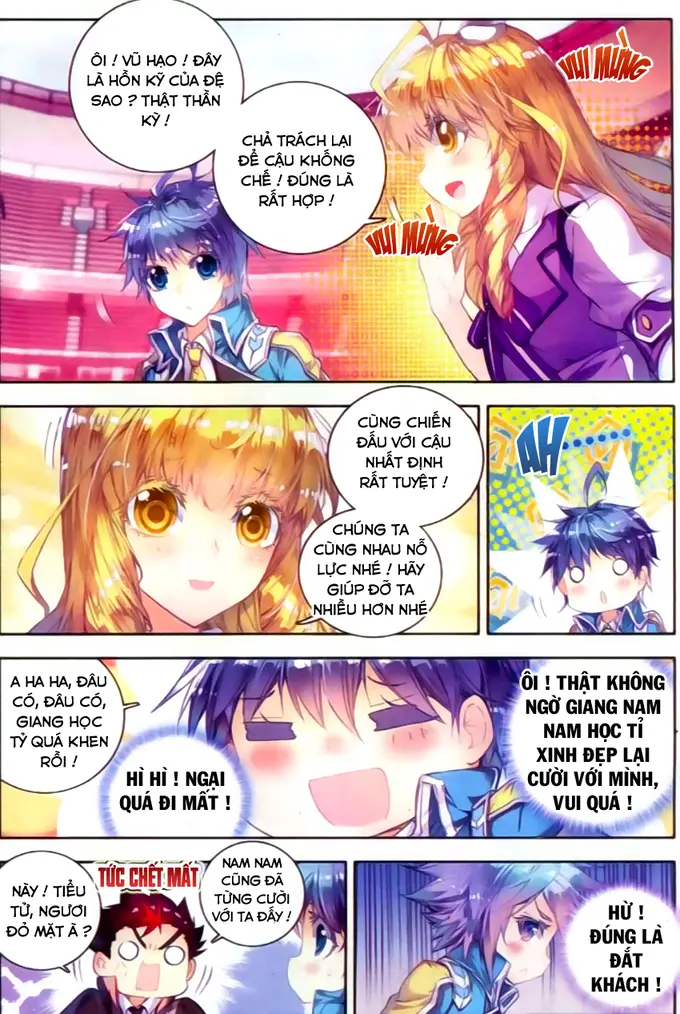 ÔI ! VŨ HẠO ! ĐÂY
LÀ HỒN KỸ CỦA ĐỆ
SAO ? THẬT THẦN
KỲ !
VUI MỪNG
CHẢ TRÁCH LẠI
ĐỂ CẬU KHỐNG
CHẾ ! ĐÚNG LÀ
RẤT HỢP !
VUI MỪNG
CÙNG CHIẾN
ĐẤU VỚI CẬU
NHẤT ĐỊNH
RẤT TUYỆT !
CHÚNG TA
CÙNG NHAU NỖ
LỰC NHÉ ! HÃY
GIÚP ĐỠ TA
NHIỀU HƠN NHÉ
AH......
A HA HA, ĐÂU
CÓ, ĐÂU CÓ,
GIANG HỌC
TỶ QUÁ KHEN
RỒI !
HÌ HÌ ! NGẠI
QUÁ ĐI MẤT !
ÔI ! THẬT KHÔNG
NGỜ GIANG NAM
NAM HỌC TỈ
XINH ĐẸP LẠI
CƯỜI VỚI MÌNH,
VUI QUÁ !
NÀY ! TIỂU
TỬ, NGƯƠI
ĐỎ MẶT À ?
TỨC CHẾT MẤT
NAM NAM
CŨNG ĐÃ
TỪNG CƯỜI
VỚI TA ĐẤY !
HỪ !
ĐÚNG LÀ
ĐẮT
KHÁCH !